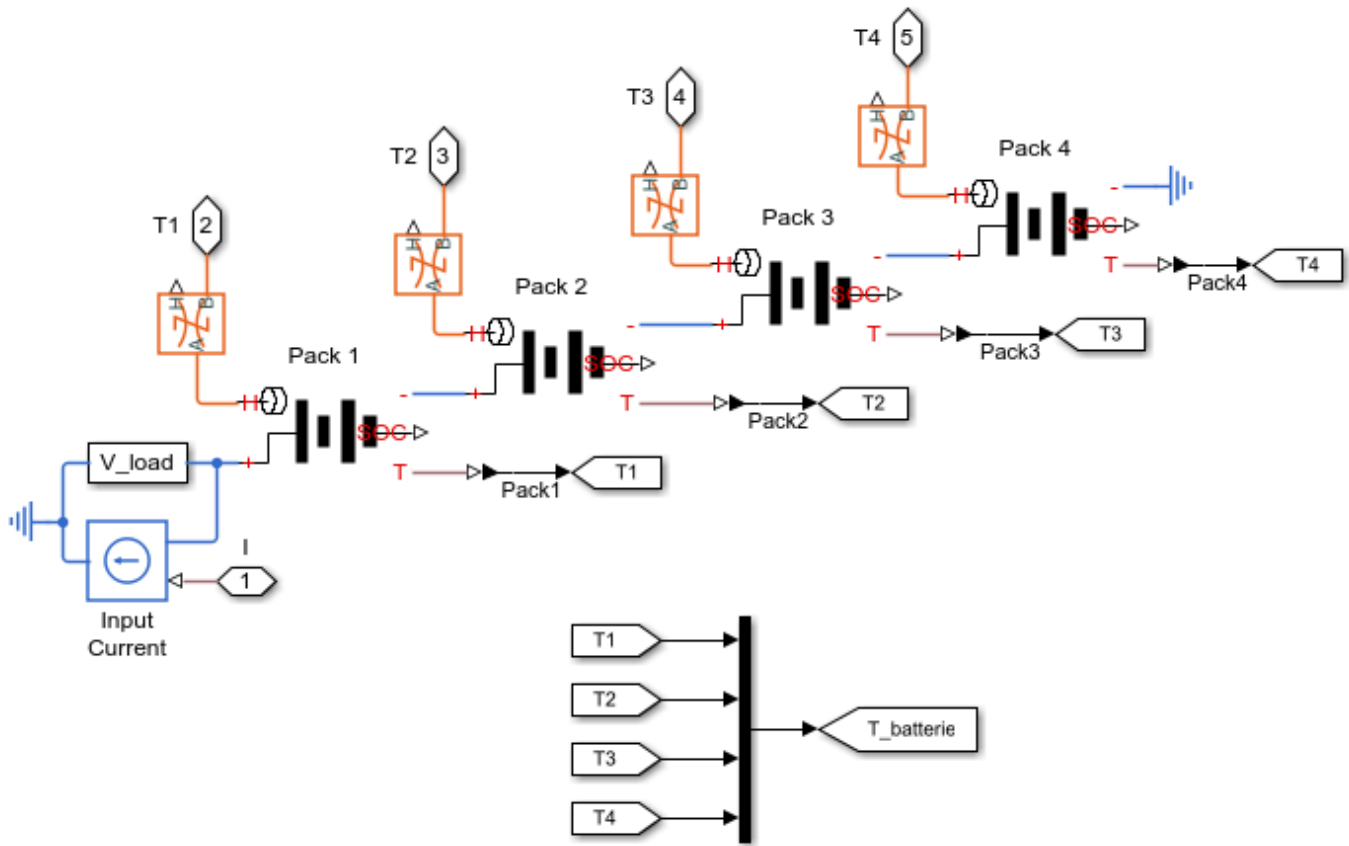 T4 5
T3 4
T2 3
T1 2
H B
A
Pack 4
H
-
SOC
+
T
Pack4
T4
H B
A
Pack 3
H
-
SOC
+
T
Pack3
T3
H B
A
Pack 2
H
-
SOC
+
T
Pack2
T2
H B
A
Pack 1
H
-
SOC
+
T
Pack1
T1
V_load
I
1
Input
Current
T1
T2
T3
T4
T_batterie